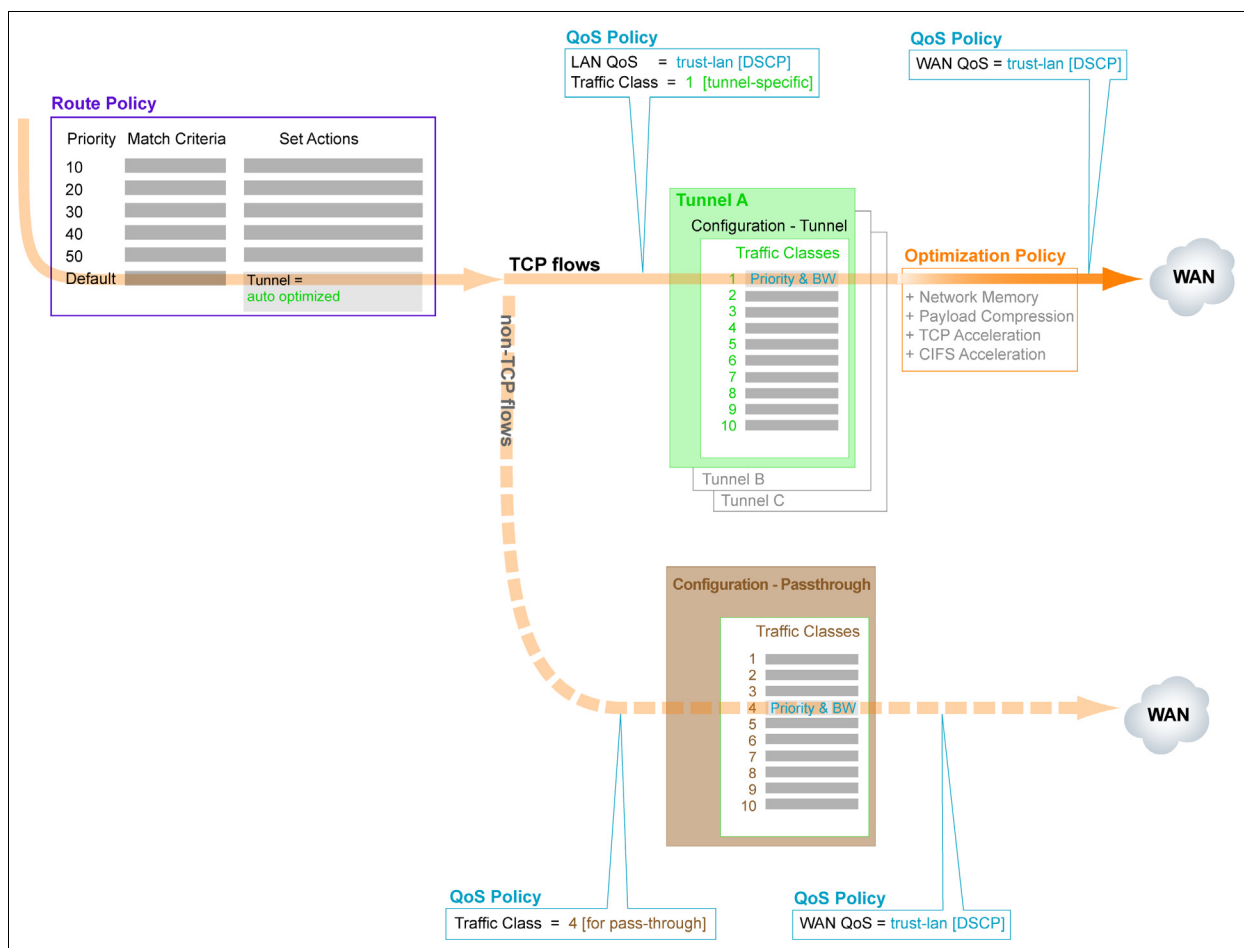 QoS Policy
LAN QoS = trust-lan [DSCP]
Traffic Class = 1 [tunnel-specific]
QoS Policy
WAN QoS = trust-lan [DSCP]
Route Policy
Priority Match Criteria Set Actions
10
20
30
40
50
Default
Tunnel =
auto optimized
TCP flows
non-TCP flows
Tunnel A
Configuration - Tunnel
Traffic Classes
1 Priority & BW
2
3
4
5
6
7
8
9
10
Tunnel B
Tunnel C
Optimization Policy
+ Network Memory
+ Payload Compression
+ TCP Acceleration
+ CIFS Acceleration
WAN
Configuration - Passthrough
Traffic Classes
1
2
3
4 Priority & BW
5
6
7
8
9
10
WAN
QoS Policy
Traffic Class = 4 [for pass-through]
QoS Policy
WAN QoS = trust-lan [DSCP]